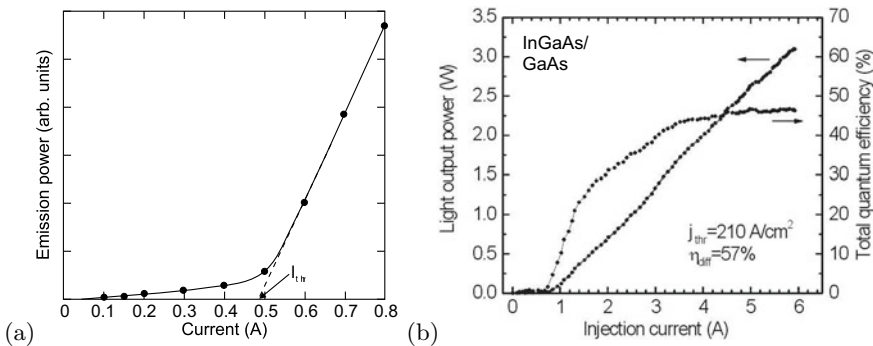 Emission power (arb. units)
0
0.1
0.2
0.3
0.4
0.5
0.6
0.7
0.8
I thr
Current (A)
(a)
InGaAs/
GaAs
Light output power (W)
3.5
3.0
2.5
2.0
1.5
1.0
0.5
0.0
70
60
50
40
30
20
10
0
Total quantum efficiency (%)
jthr=210 A/cm²
ηdiff=57%
0
1
2
3
4
5
6
Injection current (A)
(b)